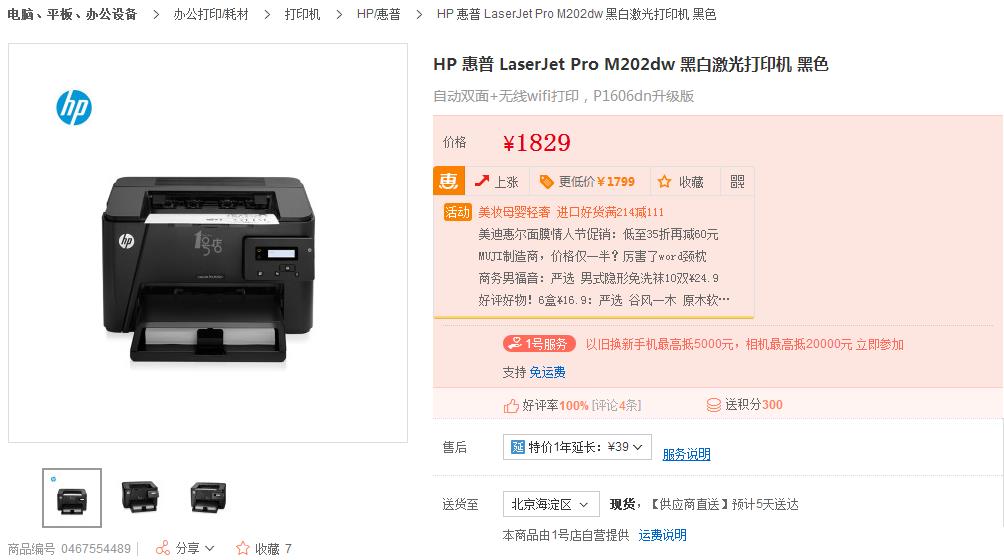 电脑、平板、办公设备 > 办公打印/耗材 > 打印机 > HP/惠普 > HP 惠普 LaserJet Pro M202dw 黑白激光打印机 黑色
hp
hp
1号店
HP 惠普 LaserJet Pro M202dw 黑白激光打印机 黑色
自动双面+无线wifi打印，P1606dn升级版
价格 ¥1829
惠 上涨 更低价¥1799 收藏
活动 美妆母婴轻奢 进口好货满214减111
美迪惠尔面膜情人节促销：低至35折再减60元
MUJI制造商，价格仅一半？厉害了word颈枕
商务男福音：严选 男式隐形免洗袜10双¥24.9
好评好物！6盒¥16.9：严选 谷风一木 原木软…
1号服务 以旧换新手机最高抵5000元，相机最高抵20000元 立即参加
支持 免运费
好评率100% [评论4条] 送积分300
售后 延 特价1年延长：¥39 服务说明
送货至 北京海淀区 现货，【供应商直送】预计5天送达
本商品由1号店自营提供 运费说明
商品编号 0467554489 分享 收藏 7